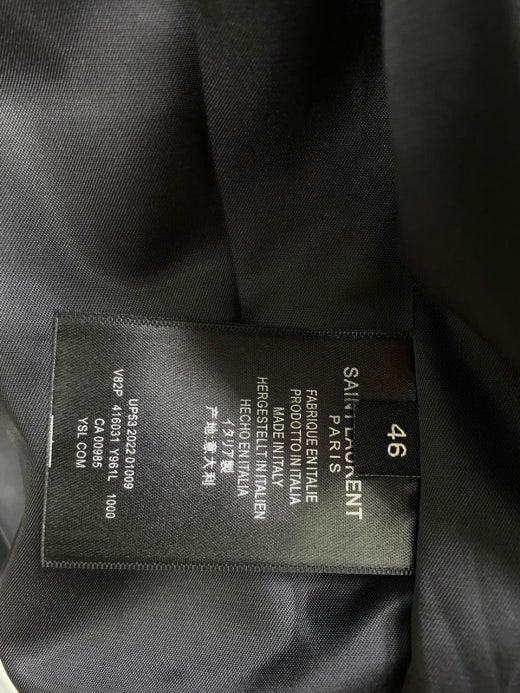 46
SAINT LAURENT
PARIS
FABRIQUE EN ITALIE
PRODOTTO IN ITALIA
MADE IN ITALY
HERGESTELLT IN ITALIEN
HECHO EN ITALIA
イタリア製
产地.意大利
UP53 2022 01009
V82P 416031 Y961L 1000
CA 00985
YSL.COM